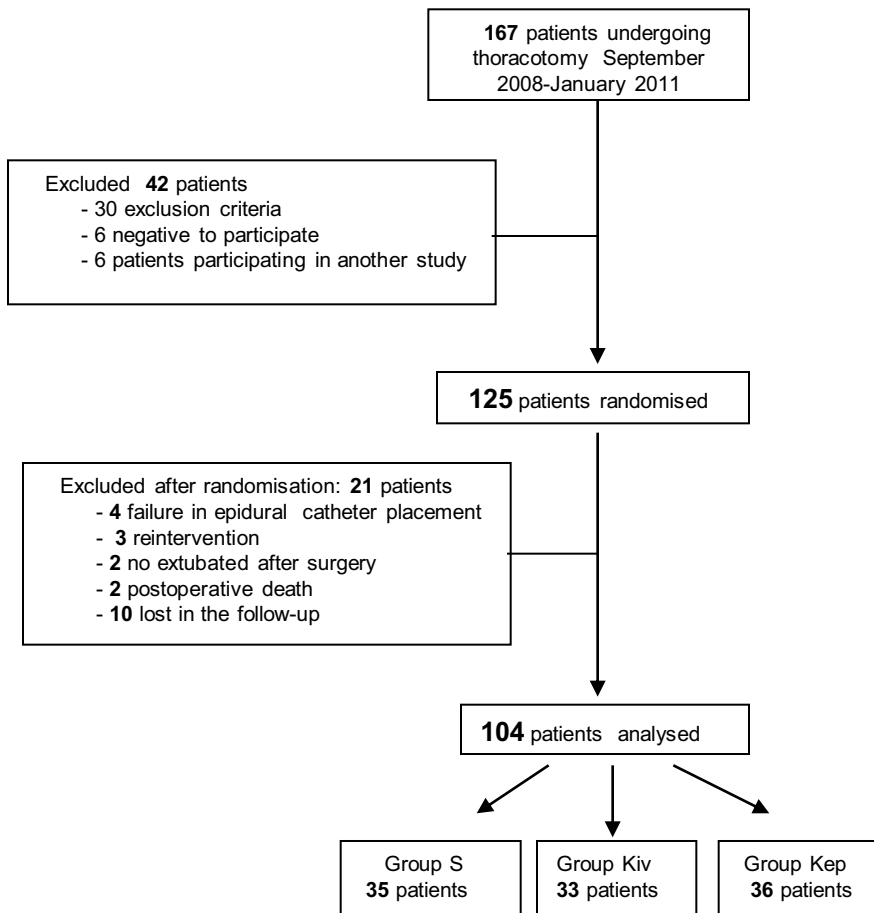 167 patients undergoing
thoracotomy September
2008-January 2011
Excluded 42 patients
- 30 exclusion criteria
- 6 negative to participate
- 6 patients participating in another study
125 patients randomised
Excluded after randomisation: 21 patients
- 4 failure in epidural catheter placement
- 3 reintervention
- 2 no extubated after surgery
- 2 postoperative death
- 10 lost in the follow-up
104 patients analysed
Group S
35 patients
Group Kiv
33 patients
Group Kep
36 patients